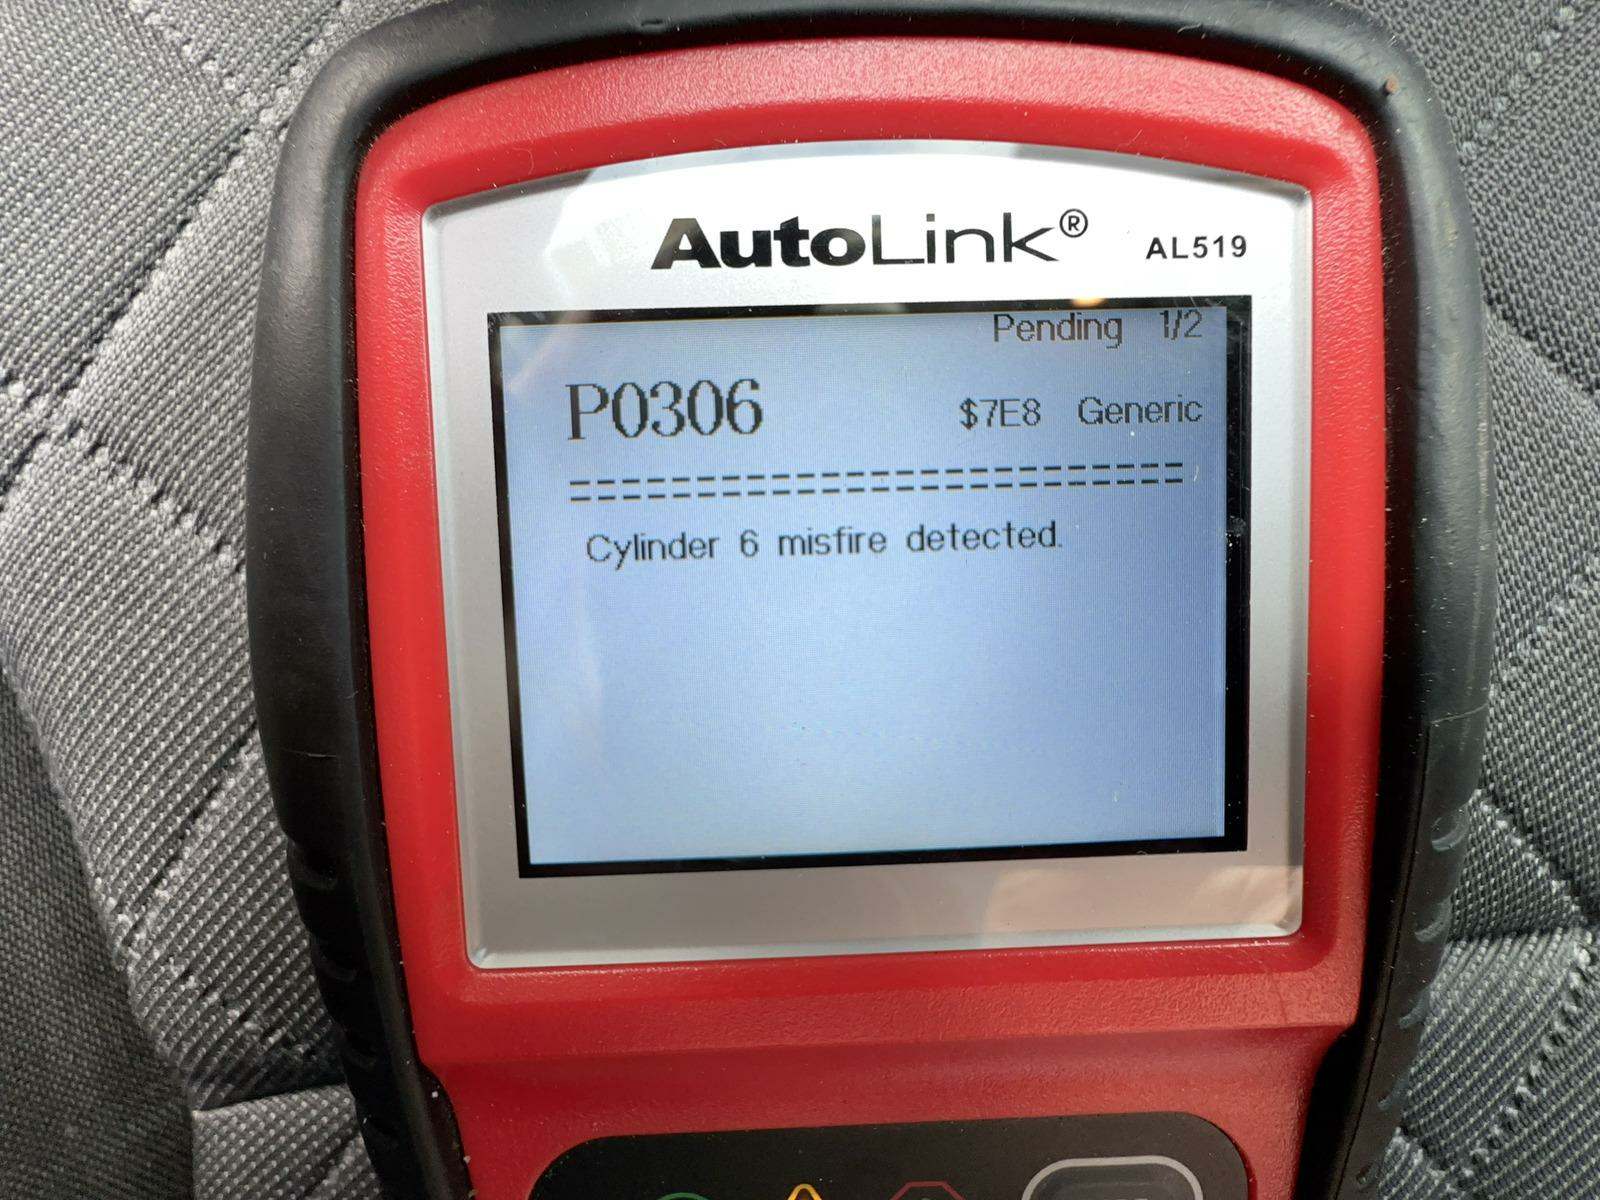 AutoLink® AL519
Pending 1/2
P0306 $7E8 Generic
========================
Cylinder 6 misfire detected.